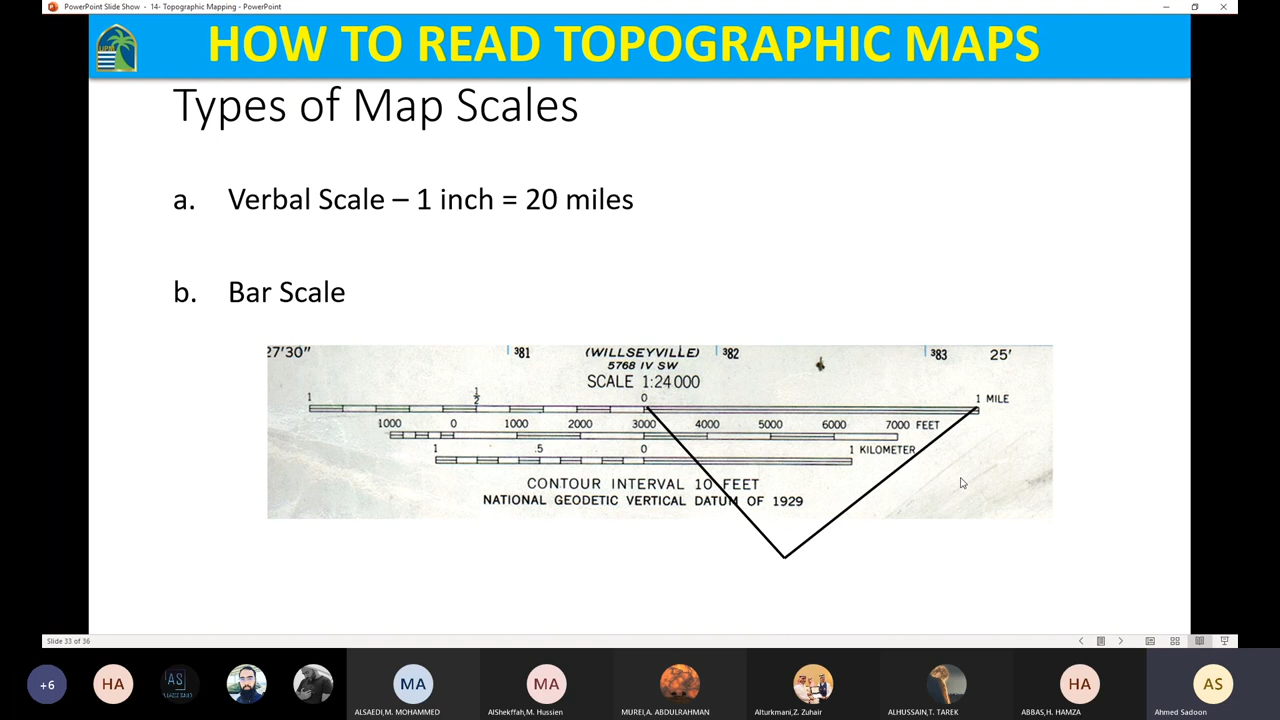 PowerPoint Slide Show - 14- Topographic Mapping - PowerPoint
HOW TO READ TOPOGRAPHIC MAPS
Types of Map Scales
a. Verbal Scale – 1 inch = 20 miles
b. Bar Scale
27'30" 381 (WILLSEYVILLE) 382 383 25'
5768 IV SW
SCALE 1:24 000
1 1/2 0 1 MILE
1000 0 1000 2000 3000 4000 5000 6000 7000 FEET
1 .5 0 1 KILOMETER
CONTOUR INTERVAL 10 FEET
NATIONAL GEODETIC VERTICAL DATUM OF 1929
Slide 33 of 36
+6 HA AS MA MA HA AS
ALSAEDI,M. MOHAMMED AlShekffah,M. Hussien MUREI,A. ABDULRAHMAN Alturkmani,Z. Zuhair ALHUSSAIN,T. TAREK ABBAS,H. HAMZA Ahmed Sadoon